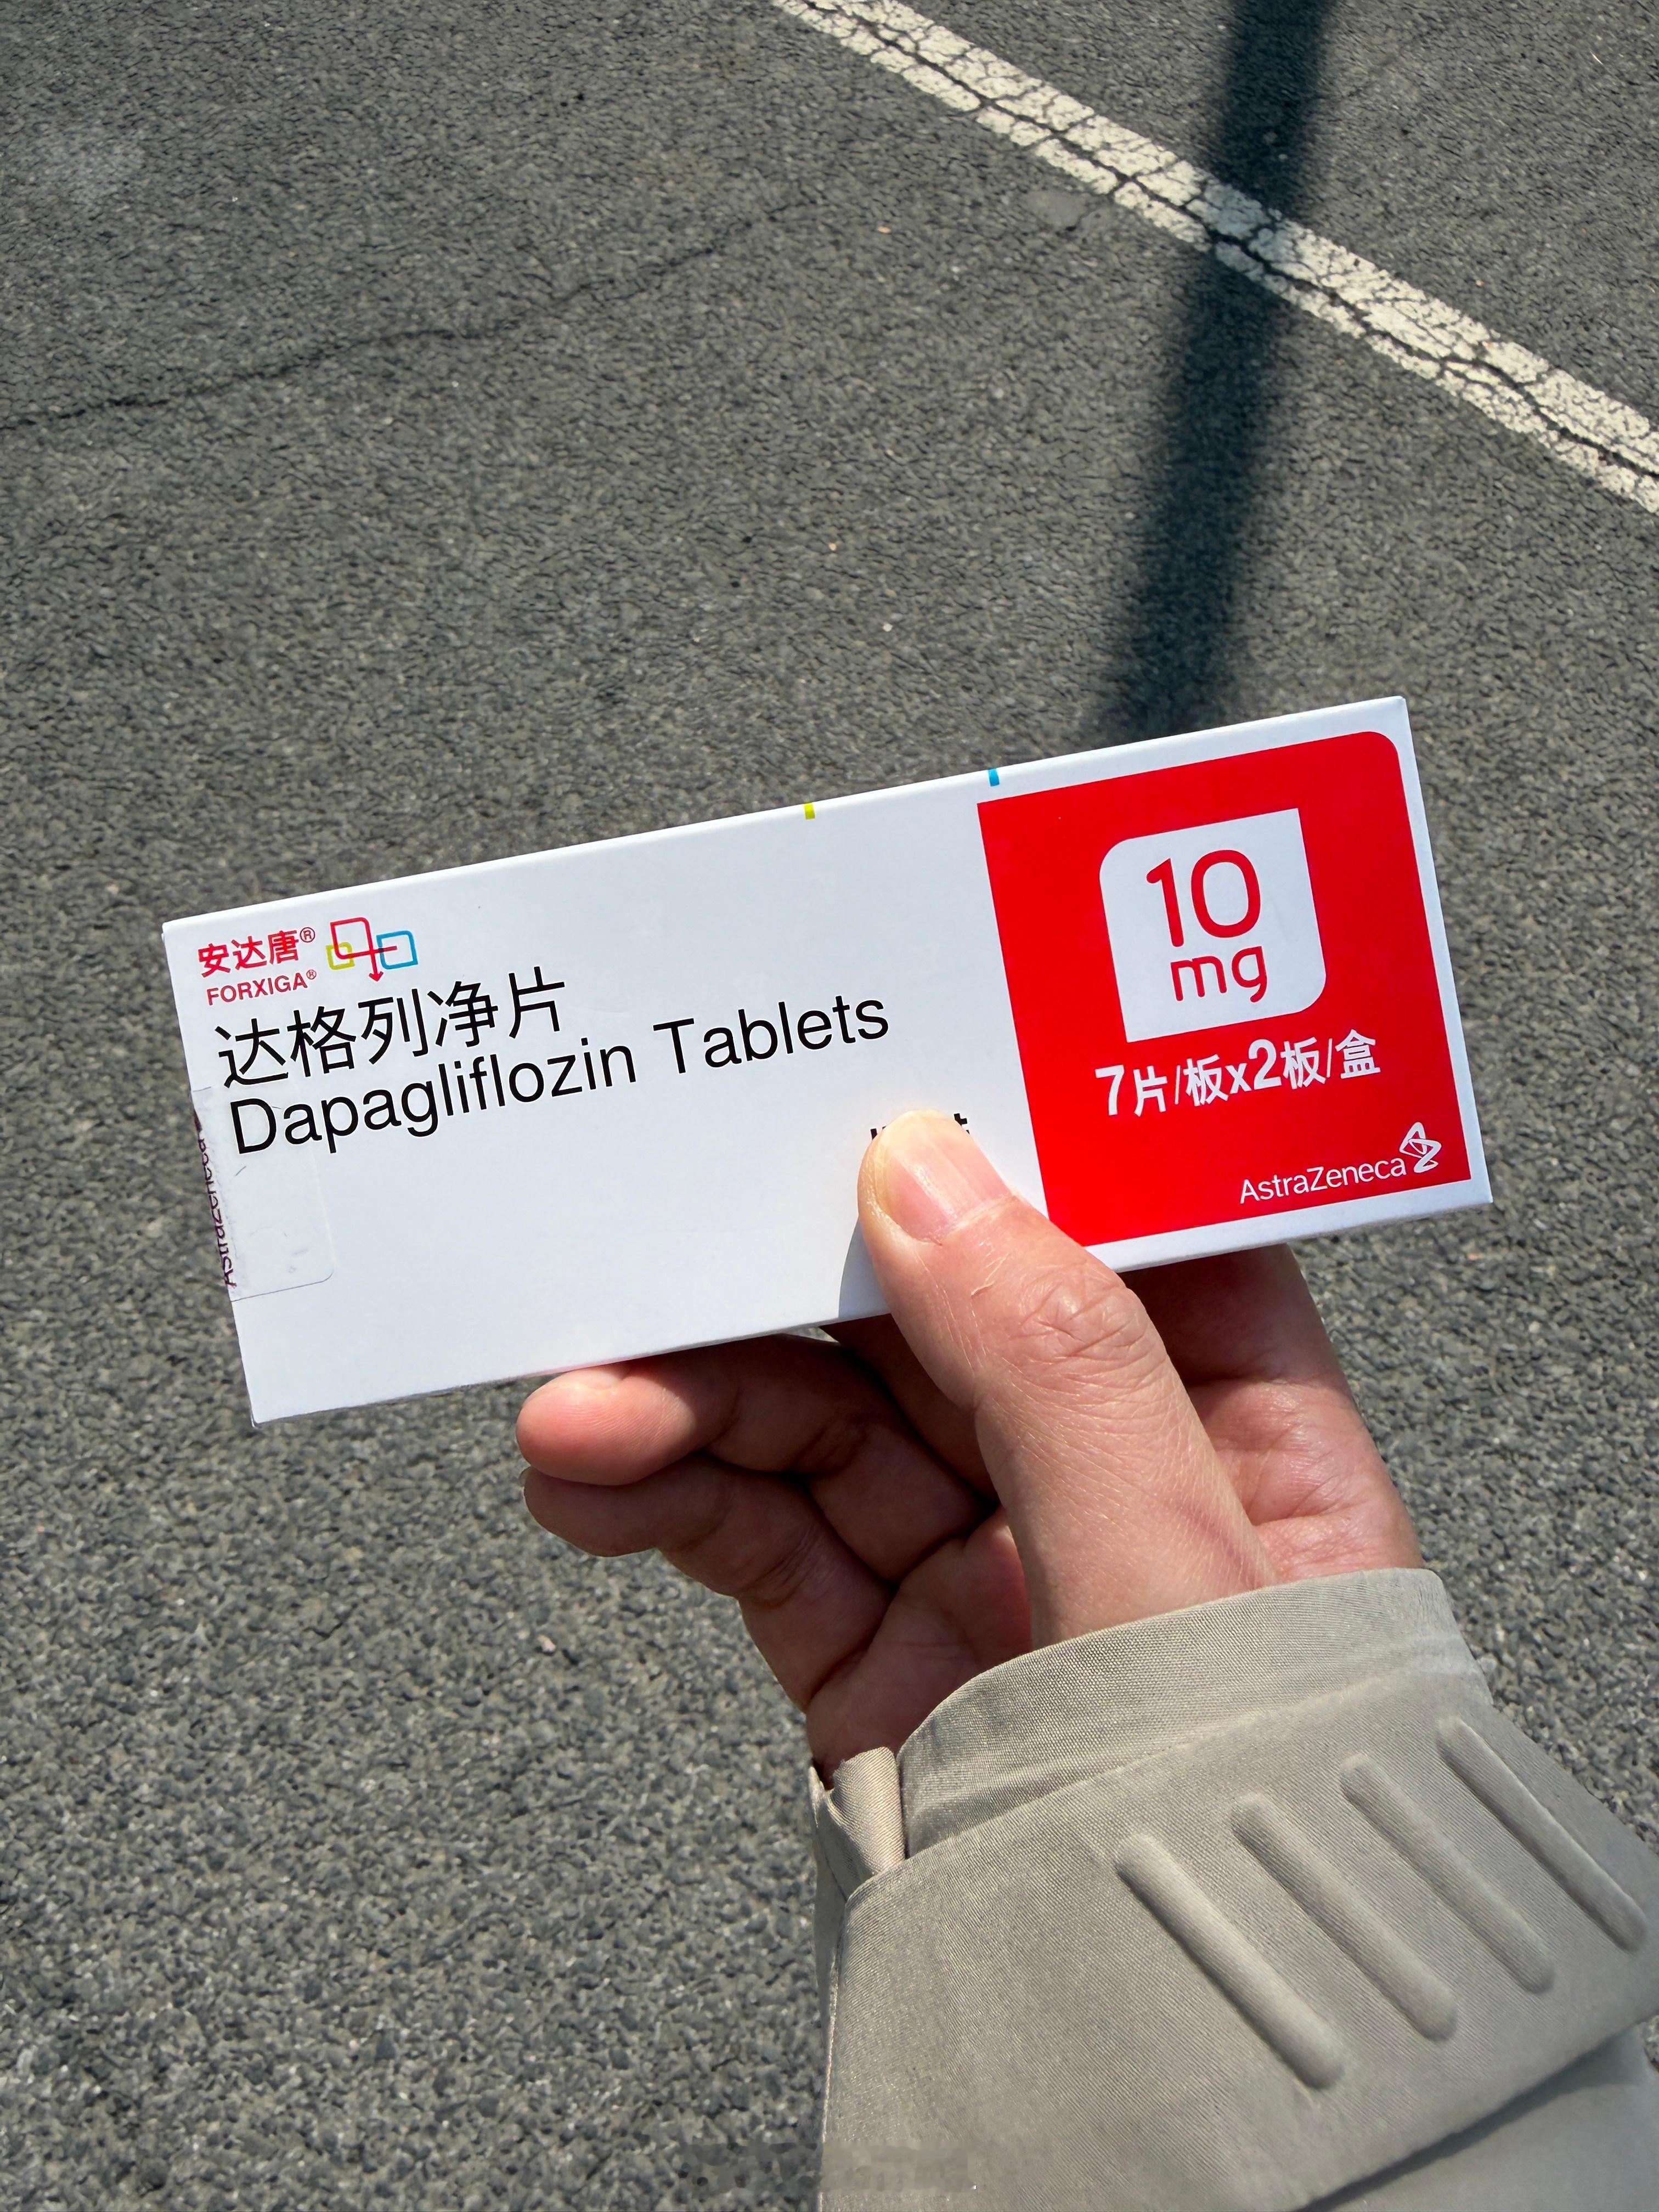 安达唐®
FORXIGA®
达格列净片
Dapagliflozin Tablets
10
mg
7片/板x2板/盒
AstraZeneca
AstraZeneca